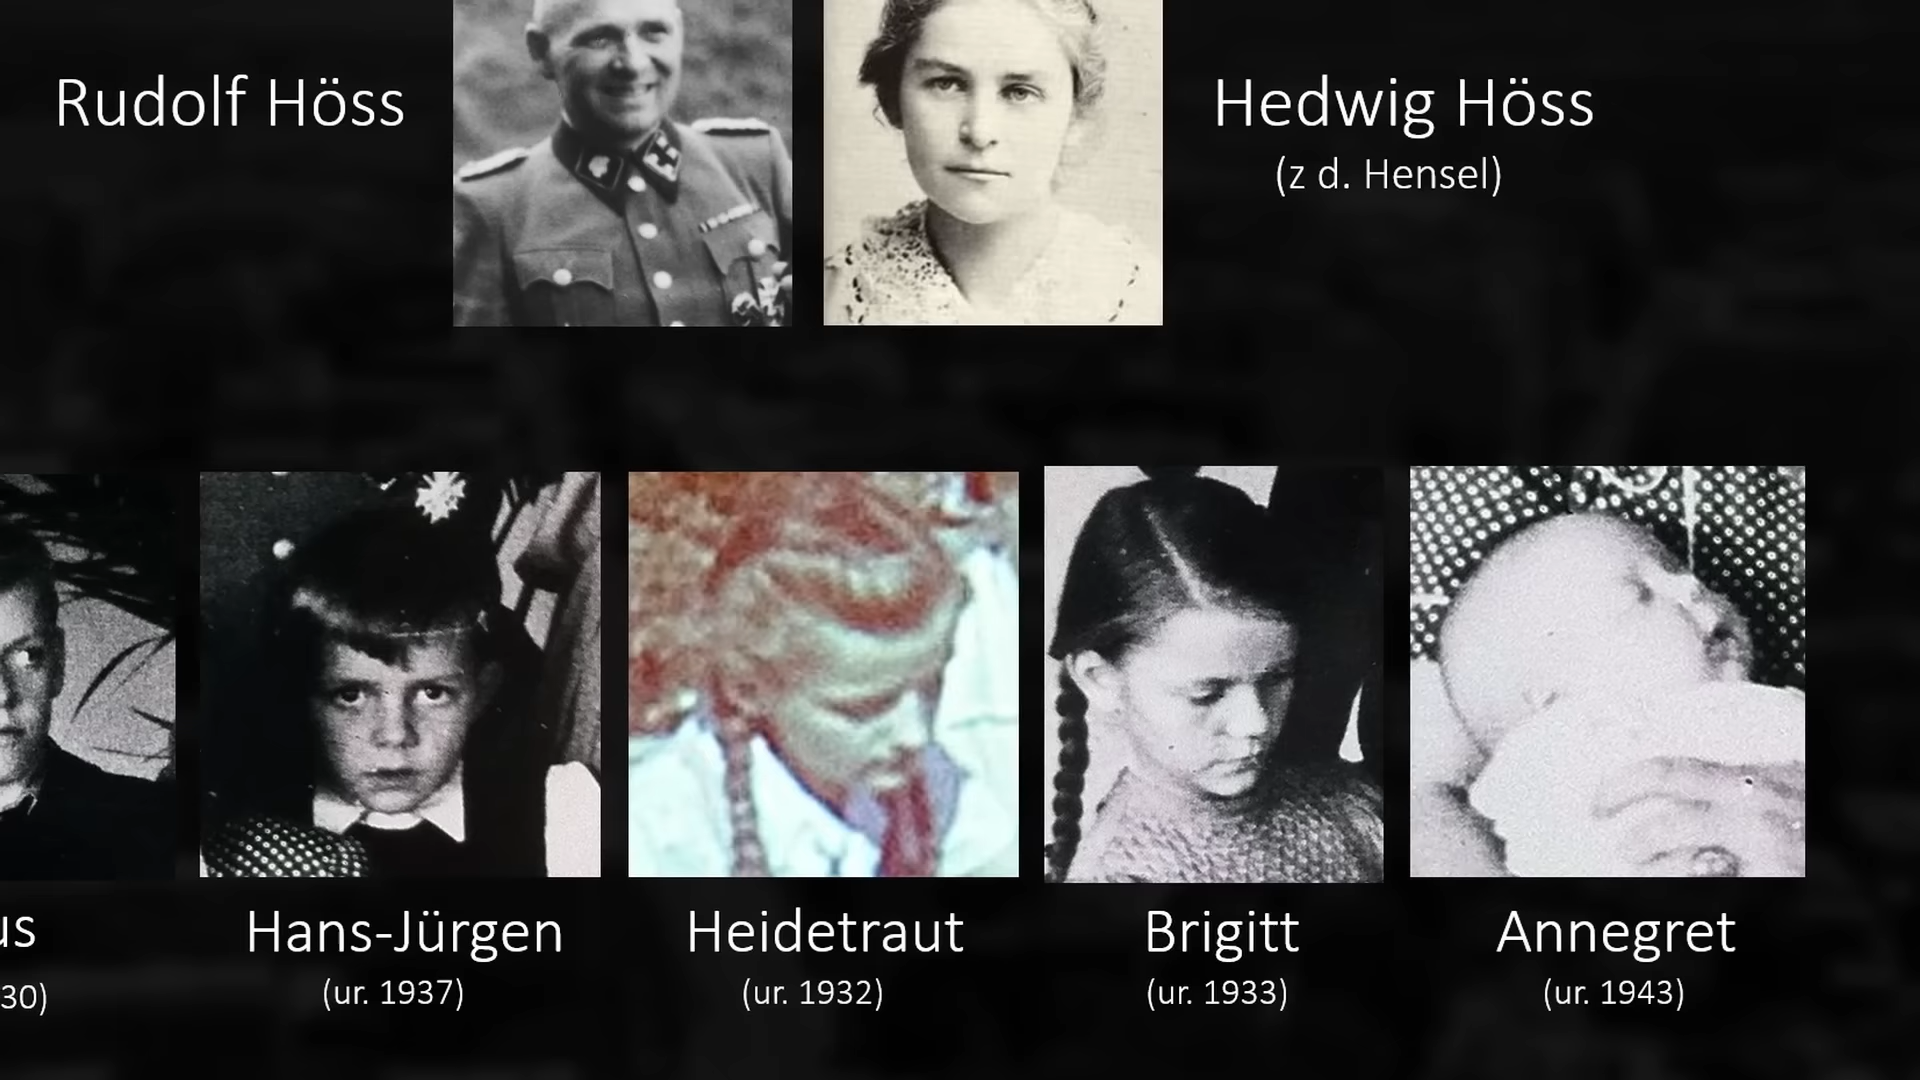 Rudolf Höss
Hedwig Höss
(z d. Hensel)
us
Hans-Jürgen
Heidetraut
Brigitt
Annegret
30)
(ur. 1937)
(ur. 1932)
(ur. 1933)
(ur. 1943)